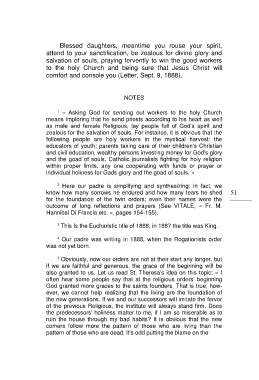 Blessed daughters, meantime you rouse your spirit,
attend to your sanctification, be zealous for divine glory and
salvation of souls, praying fervently to win the good workers
to the holy Church and being sure that Jesus Christ will
comfort and console you (Letter, Sept. 9, 1888).
NOTES
¹ « Asking God for sending out workers to the holy Church
means imploring that he send priests according to his heart as well
as male and female Religious, lay people full of God's spirit and
zealous for the salvation of souls. For instance, it is obvious that the
following people are holy workers in the mystical harvest: the
educators of youth; parents taking care of their children's Christian
and civil education, wealthy persons investing money for God's glory
and the goad of souls, Catholic journalists fighting for holy religion
within proper limits, any one cooperating with funds or prayer or
individual holiness for Gads glory and the goad of souls. »
² Here our padre is simplifying and synthesizing; in fact, we
know how many sorrows he endured and how many tears he shed
for the foundation of the two orders; even their names were the
outcome of long reflections and prayers (See VITALE, « Fr. M.
Hannibal Di Francia etc. », pages 154-155).
51
³ This is the Eucharistic title of 1888; in 1887 the title was King.
⁴ Our padre was writing in 1888, when the Rogationists order
was not yet born.
⁵ Obviously, now our orders are not at their start any longer, but
if we are faithful and generous, the grace of the beginning will be
also granted to us. Let us read St. Theresa's idea on this topic: « I
often hear some people say that at the religious orders' beginning
God granted more graces to the saints founders. That is true; how-
ever, we cannot help realizing that the living are the foundation of
the new generations. If we and our successors will imitate the fervor
of the previous Religious, the institute will always stand firm. Does
the predecessors' holiness matter to me, if I am so miserable as to
ruin the house through my bad habits? It is obvious that the new
comers follow more the pattern of those who are living than the
pattern of those who are dead. It's odd putting the blame on the